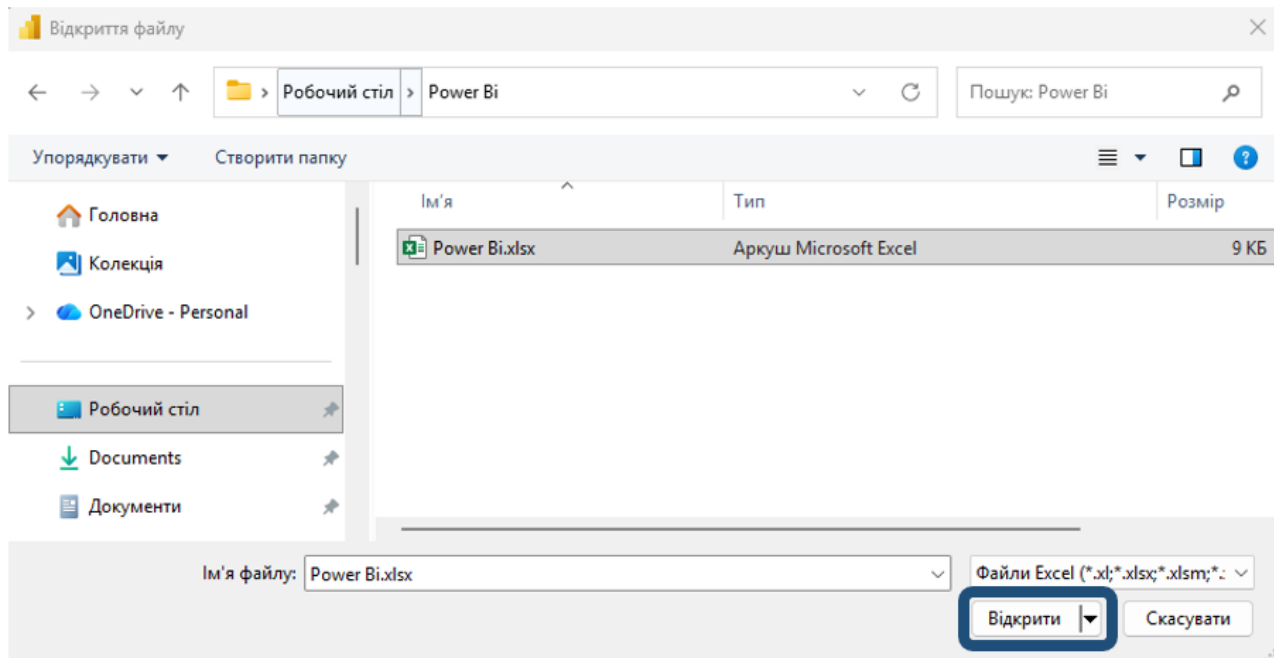 Відкриття файлу
Робочий стіл > Power Bi
Пошук: Power Bi
Упорядкувати
Створити папку
Ім'я
Тип
Розмір
Головна
Power Bi.xlsx
Аркуш Microsoft Excel
9 КБ
Колекція
OneDrive - Personal
Робочий стіл
Documents
Документи
Ім'я файлу:
Power Bi.xlsx
Файли Excel (*.xl;*.xlsx;*.xlsm;*.:
Відкрити
Скасувати